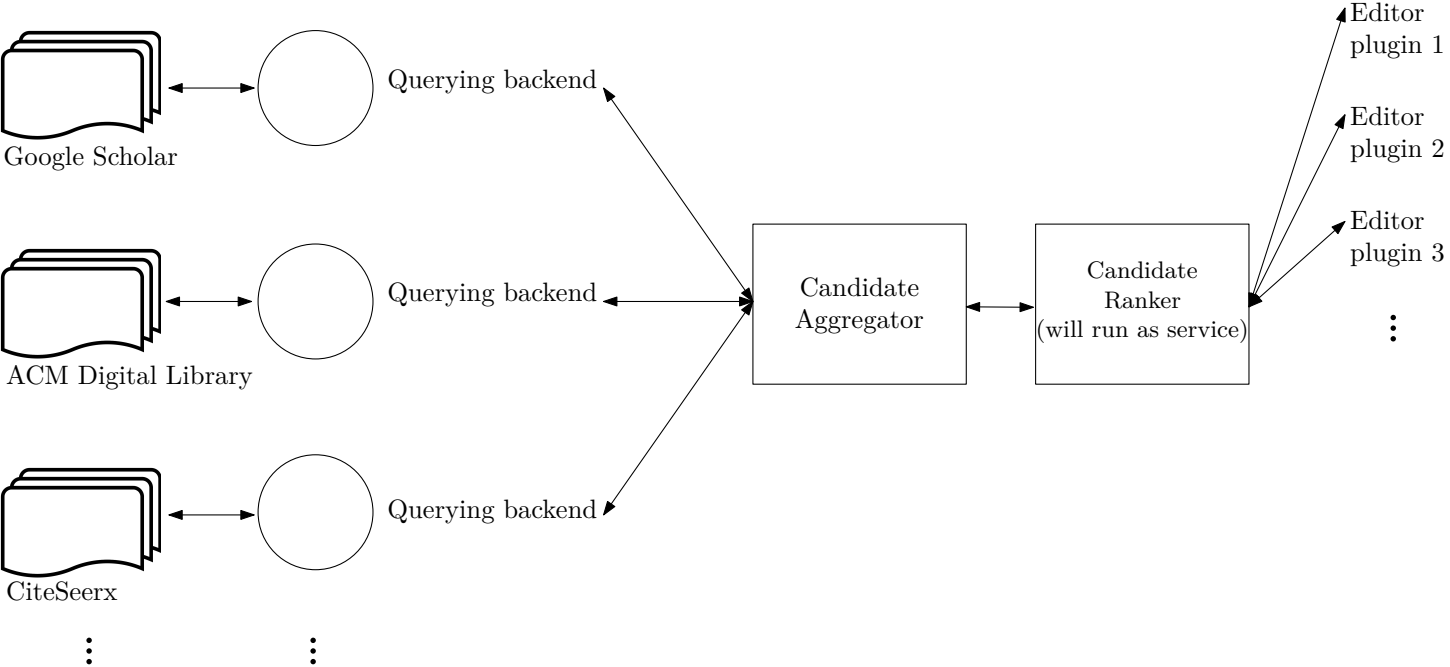 Google Scholar
Querying backend
ACM Digital Library
Querying backend
CiteSeerx
Querying backend
Candidate
Aggregator
Candidate
Ranker
(will run as service)
Editor
plugin 1
Editor
plugin 2
Editor
plugin 3